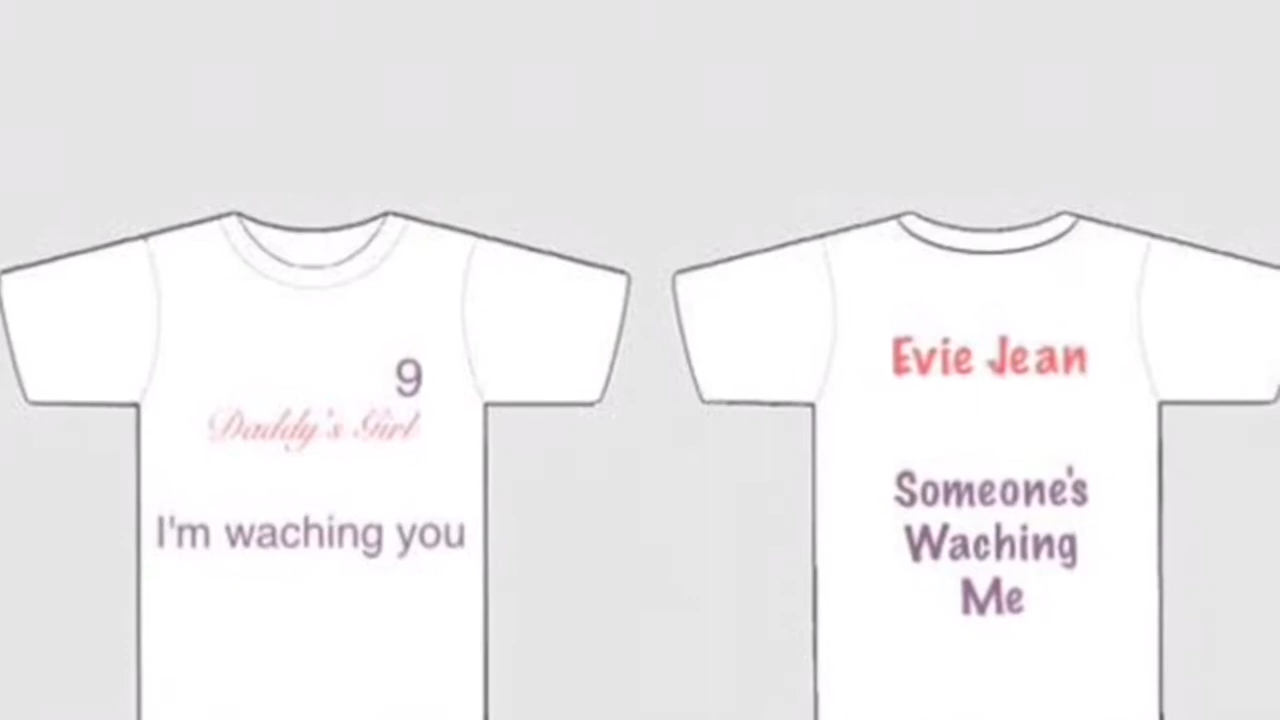 9
Daddy's Girl
I'm waching you
Evie Jean
Someone's
Waching
Me